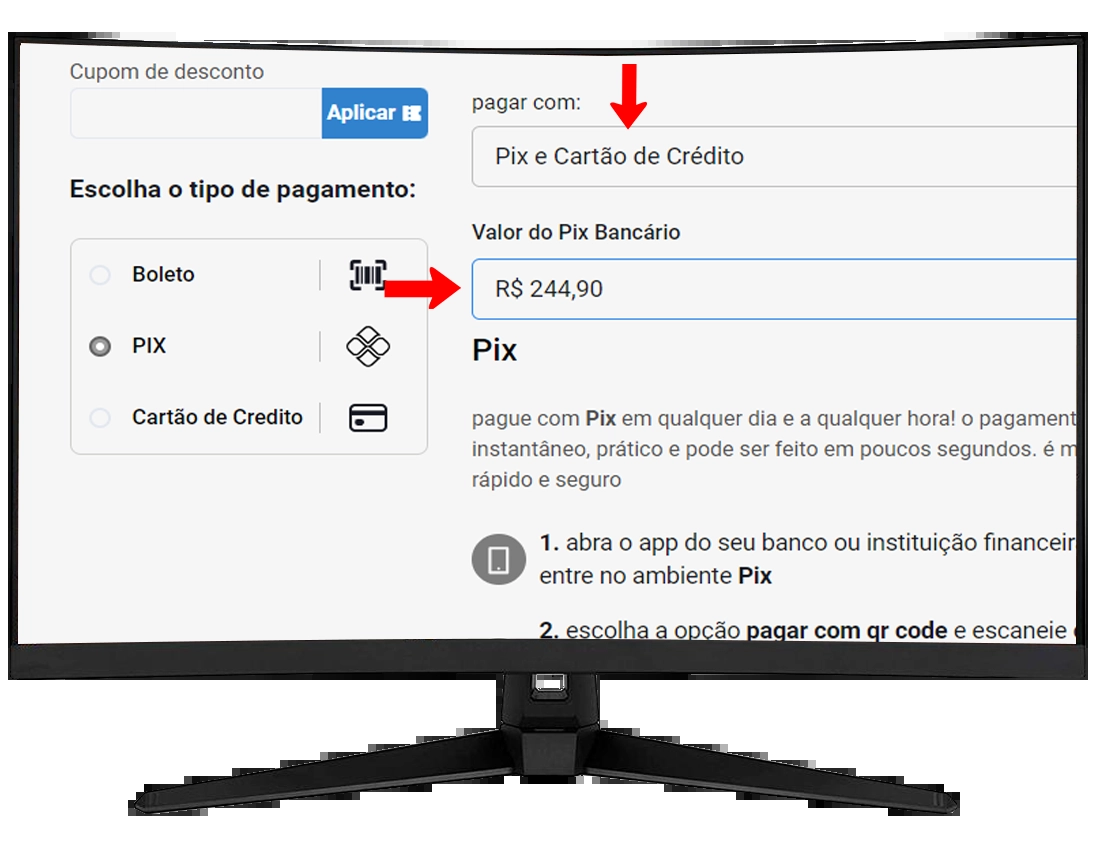 Cupom de desconto
Aplicar
Escolha o tipo de pagamento:
Boleto
PIX
Cartão de Credito
pagar com:
Pix e Cartão de Crédito
Valor do Pix Bancário
R$ 244,90
Pix
pague com Pix em qualquer dia e a qualquer hora! o pagament
instantâneo, prático e pode ser feito em poucos segundos. é m
rápido e seguro
1. abra o app do seu banco ou instituição financeir
entre no ambiente Pix
2. escolha a opção pagar com qr code e escaneie